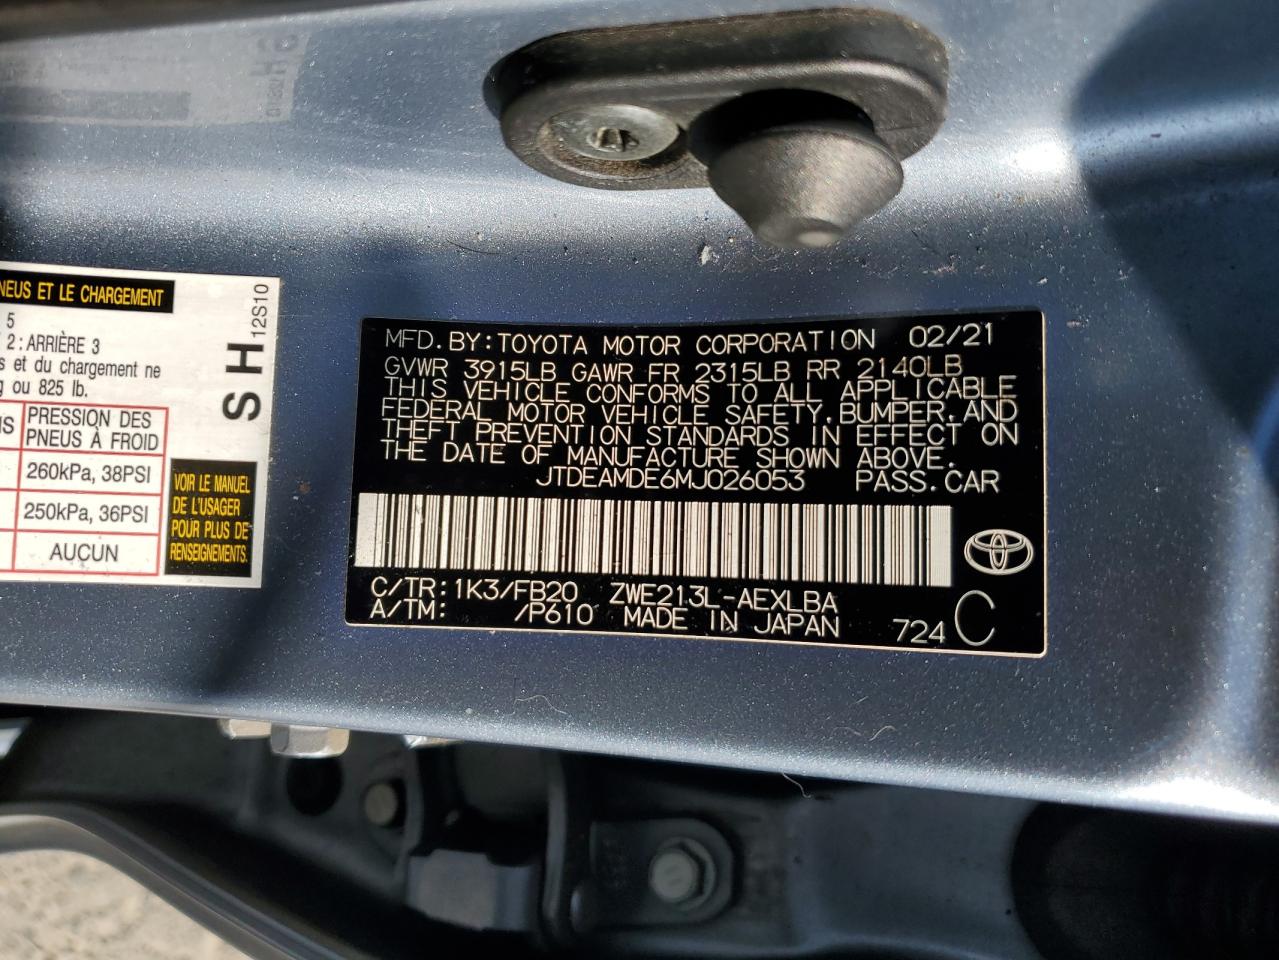 NEUS ET LE CHARGEMENT
5
2 : ARRIÈRE 3
s et du chargement ne
ou 825 lb.
PRESSION DES
PNEUS À FROID
260kPa, 38PSI
250kPa, 36PSI
AUCUN
SH
12S10
VOIR LE MANUEL
DE L'USAGER
POUR PLUS DE
RENSEIGNEMENTS.
MFD. BY: TOYOTA MOTOR CORPORATION 02/21
GVWR 3915LB GAWR FR 2315LB RR 2140LB
THIS VEHICLE CONFORMS TO ALL APPLICABLE
FEDERAL MOTOR VEHICLE SAFETY, BUMPER, AND
THEFT PREVENTION STANDARDS IN EFFECT ON
THE DATE OF MANUFACTURE SHOWN ABOVE.
JTDEAMDE6MJ026053 PASS. CAR
C/TR: 1K3/FB20 ZWE213L-AEXLBA
A/TM: /P610 MADE IN JAPAN 724 C